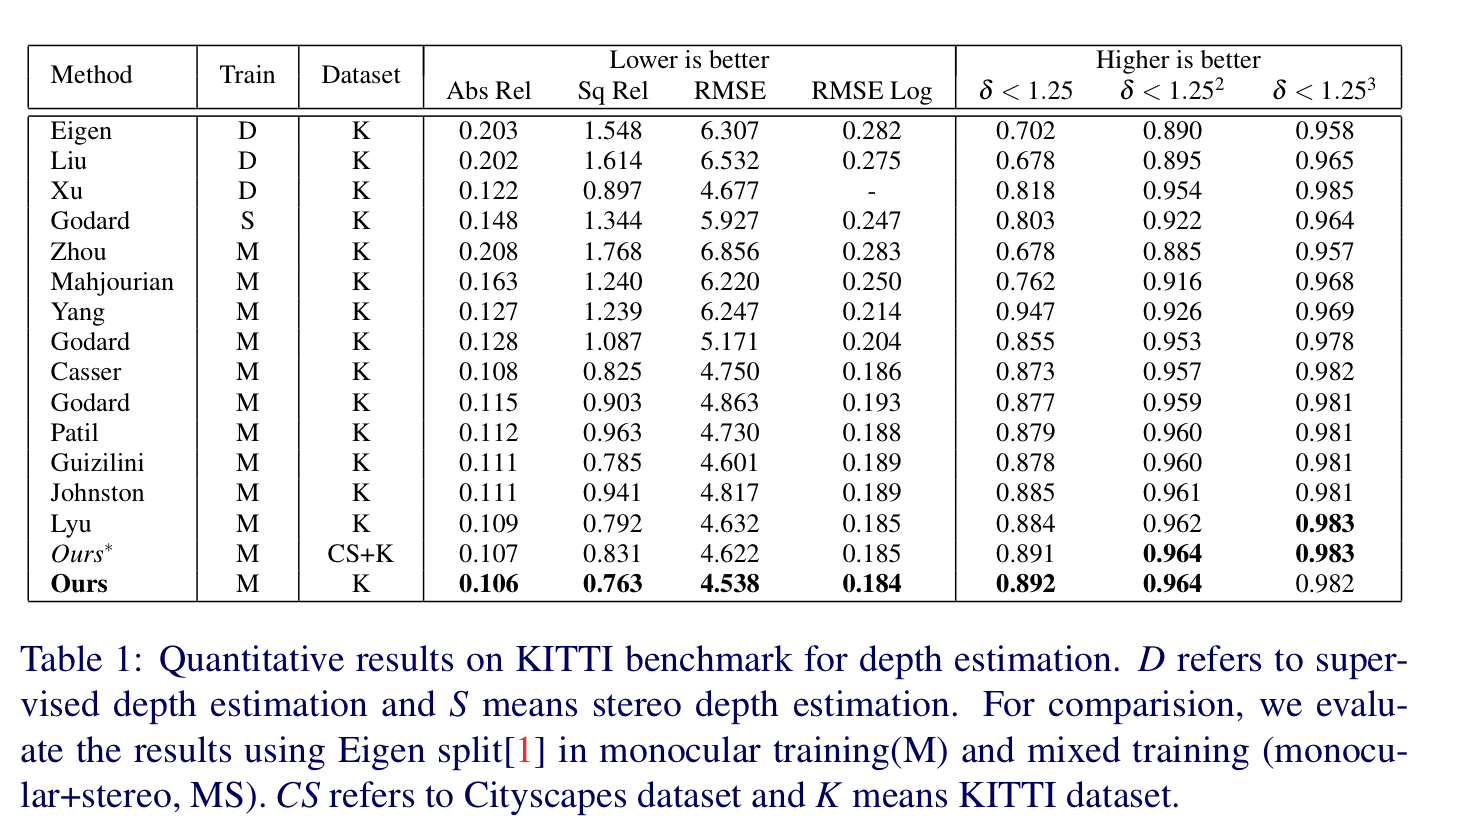 Method Train Dataset Lower is better Higher is better
Abs Rel Sq Rel RMSE RMSE Log δ < 1.25 δ < 1.25² δ < 1.25³
Eigen D K 0.203 1.548 6.307 0.282 0.702 0.890 0.958
Liu D K 0.202 1.614 6.532 0.275 0.678 0.895 0.965
Xu D K 0.122 0.897 4.677 - 0.818 0.954 0.985
Godard S K 0.148 1.344 5.927 0.247 0.803 0.922 0.964
Zhou M K 0.208 1.768 6.856 0.283 0.678 0.885 0.957
Mahjourian M K 0.163 1.240 6.220 0.250 0.762 0.916 0.968
Yang M K 0.127 1.239 6.247 0.214 0.947 0.926 0.969
Godard M K 0.128 1.087 5.171 0.204 0.855 0.953 0.978
Casser M K 0.108 0.825 4.750 0.186 0.873 0.957 0.982
Godard M K 0.115 0.903 4.863 0.193 0.877 0.959 0.981
Patil M K 0.112 0.963 4.730 0.188 0.879 0.960 0.981
Guizilini M K 0.111 0.785 4.601 0.189 0.878 0.960 0.981
Johnston M K 0.111 0.941 4.817 0.189 0.885 0.961 0.981
Lyu M K 0.109 0.792 4.632 0.185 0.884 0.962 0.983
Ours* M CS+K 0.107 0.831 4.622 0.185 0.891 0.964 0.983
Ours M K 0.106 0.763 4.538 0.184 0.892 0.964 0.982
Table 1: Quantitative results on KITTI benchmark for depth estimation. D refers to super-
vised depth estimation and S means stereo depth estimation. For comparision, we evalu-
ate the results using Eigen split[1] in monocular training(M) and mixed training (monocu-
lar+stereo, MS). CS refers to Cityscapes dataset and K means KITTI dataset.